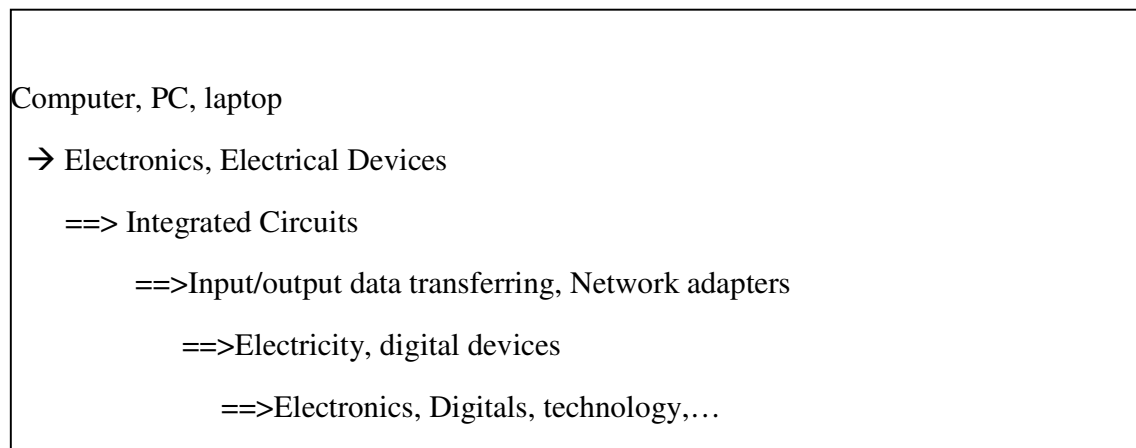 Computer, PC, laptop
→ Electronics, Electrical Devices
==> Integrated Circuits
==>Input/output data transferring, Network adapters
==>Electricity, digital devices
==>Electronics, Digitals, technology,…